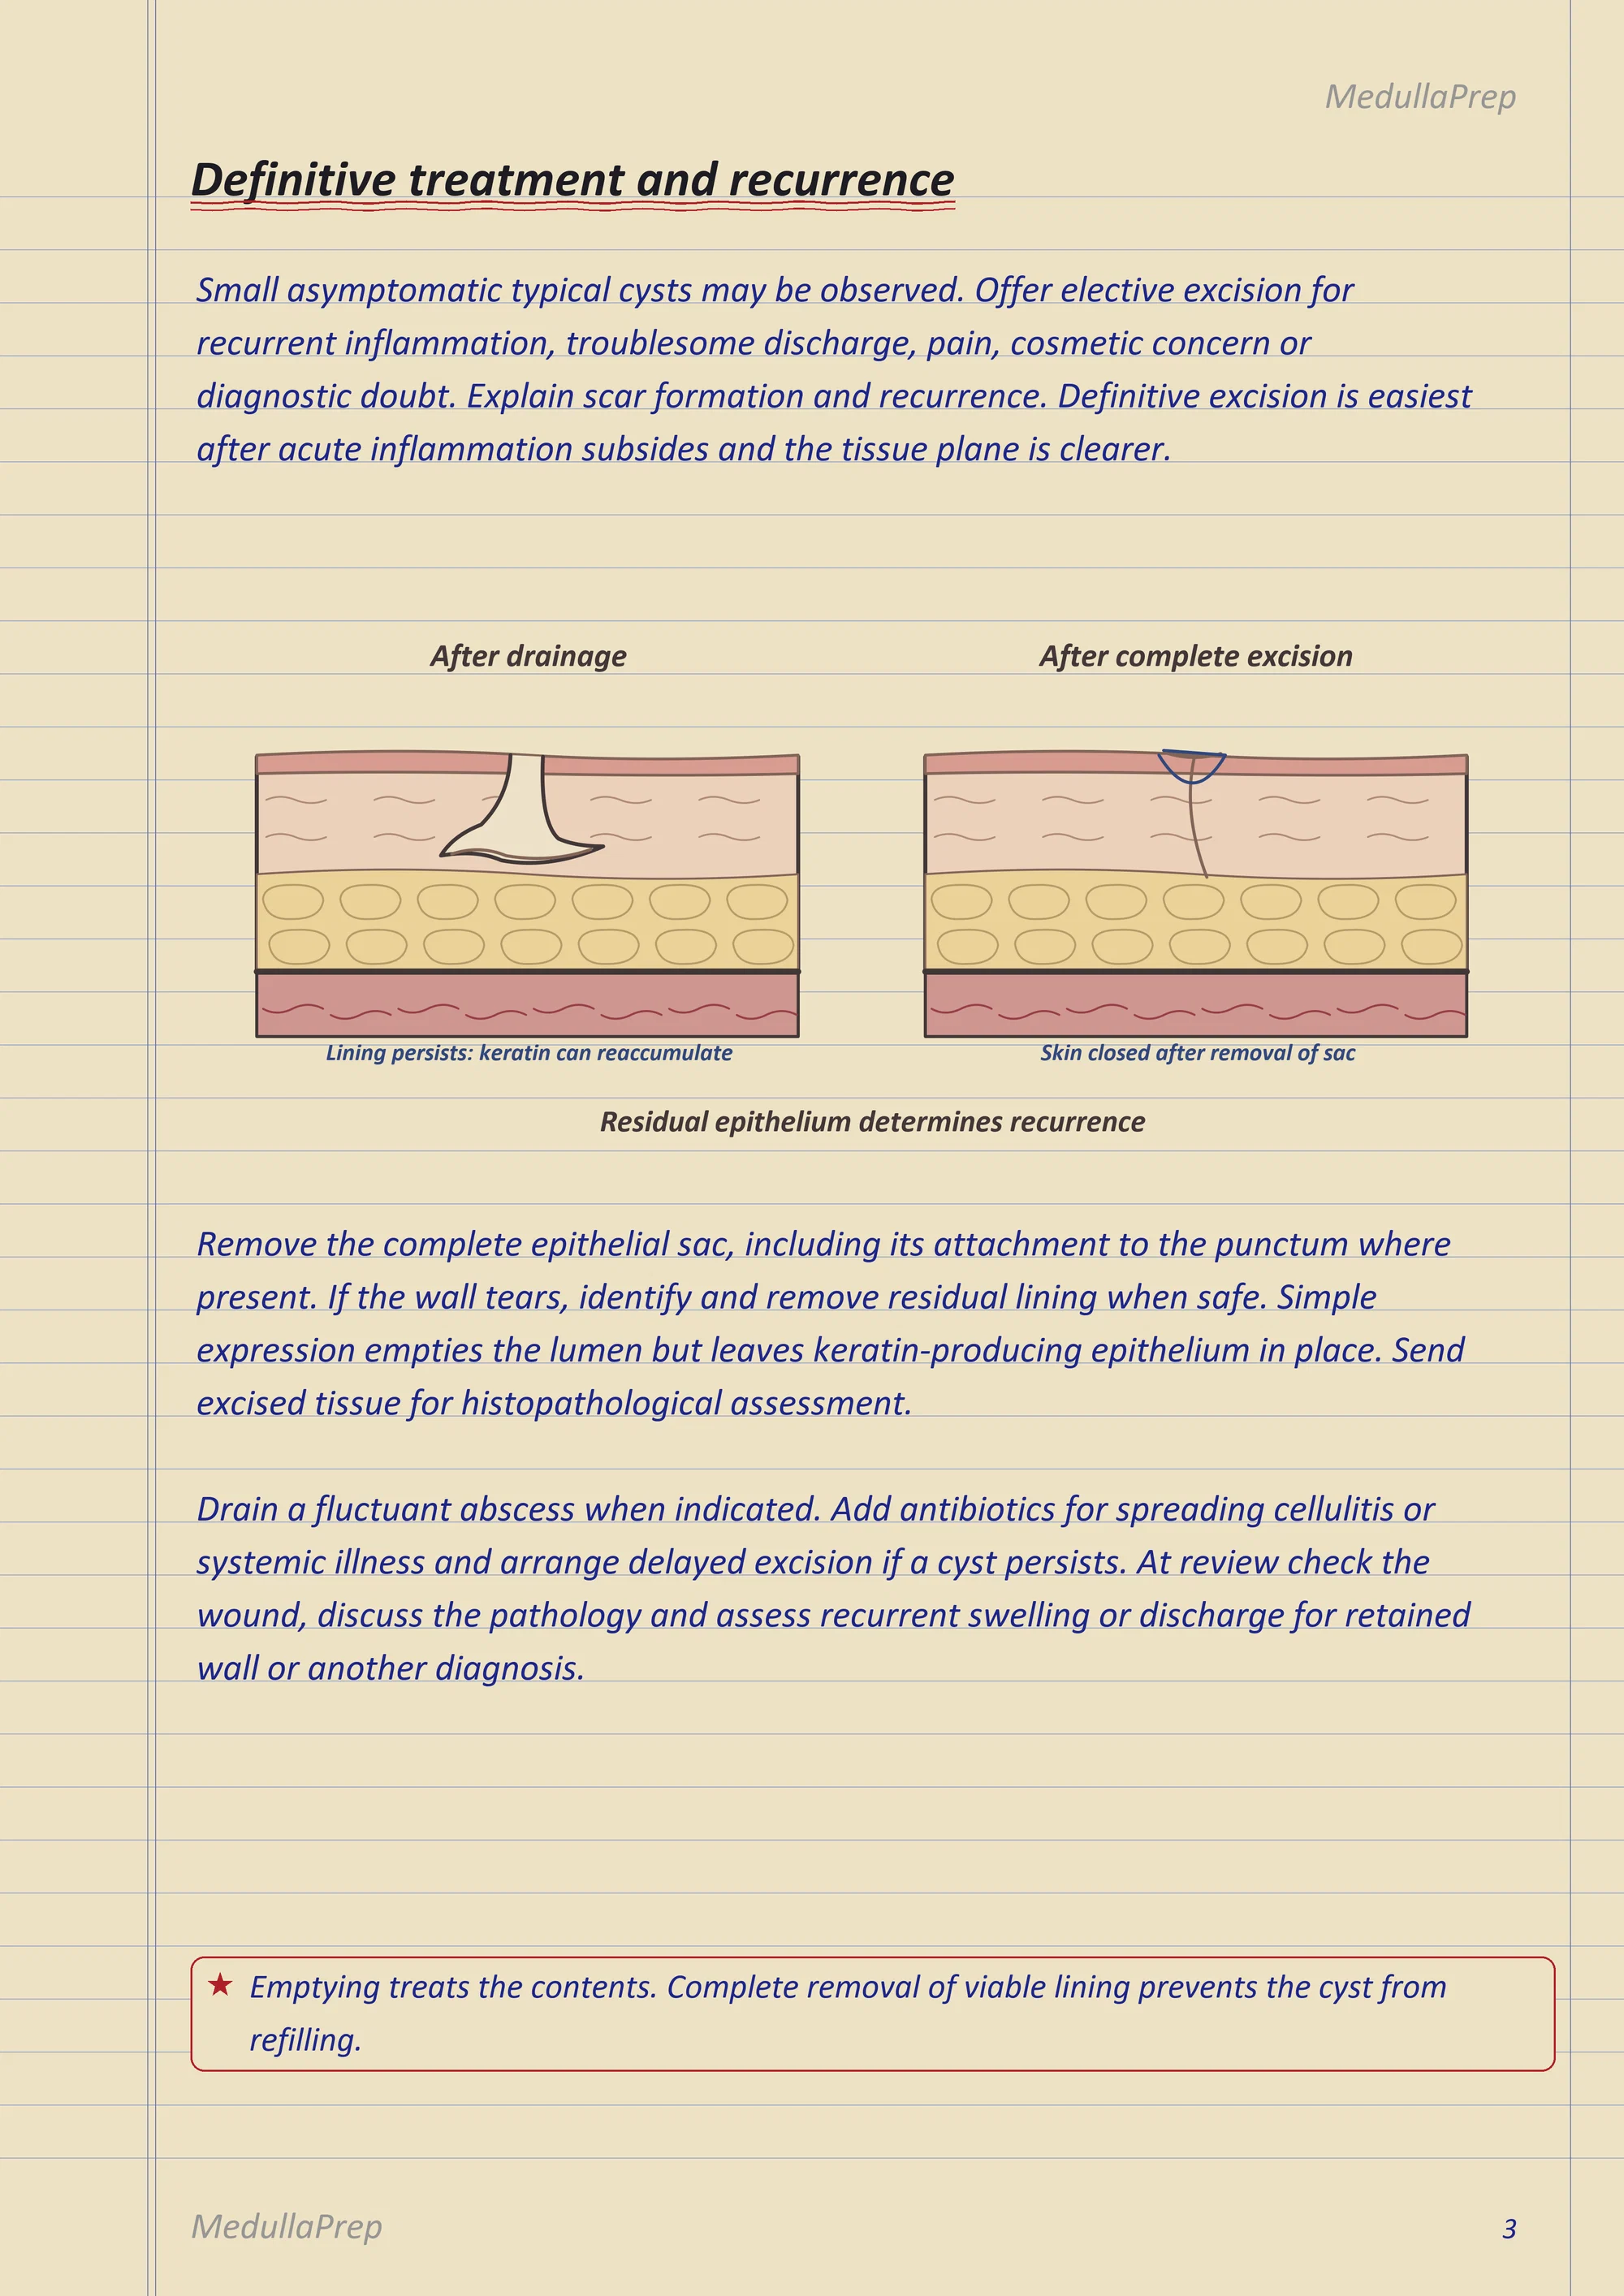 MedullaPrep
Definitive treatment and recurrence
Small asymptomatic typical cysts may be observed. Offer elective excision for
recurrent inflammation, troublesome discharge, pain, cosmetic concern or
diagnostic doubt. Explain scar formation and recurrence. Definitive excision is easiest
after acute inflammation subsides and the tissue plane is clearer.
After drainage
After complete excision
Lining persists: keratin can reaccumulate
Skin closed after removal of sac
Residual epithelium determines recurrence
Remove the complete epithelial sac, including its attachment to the punctum where
present. If the wall tears, identify and remove residual lining when safe. Simple
expression empties the lumen but leaves keratin-producing epithelium in place. Send
excised tissue for histopathological assessment.
Drain a fluctuant abscess when indicated. Add antibiotics for spreading cellulitis or
systemic illness and arrange delayed excision if a cyst persists. At review check the
wound, discuss the pathology and assess recurrent swelling or discharge for retained
wall or another diagnosis.
★ Emptying treats the contents. Complete removal of viable lining prevents the cyst from
refilling.
MedullaPrep
3